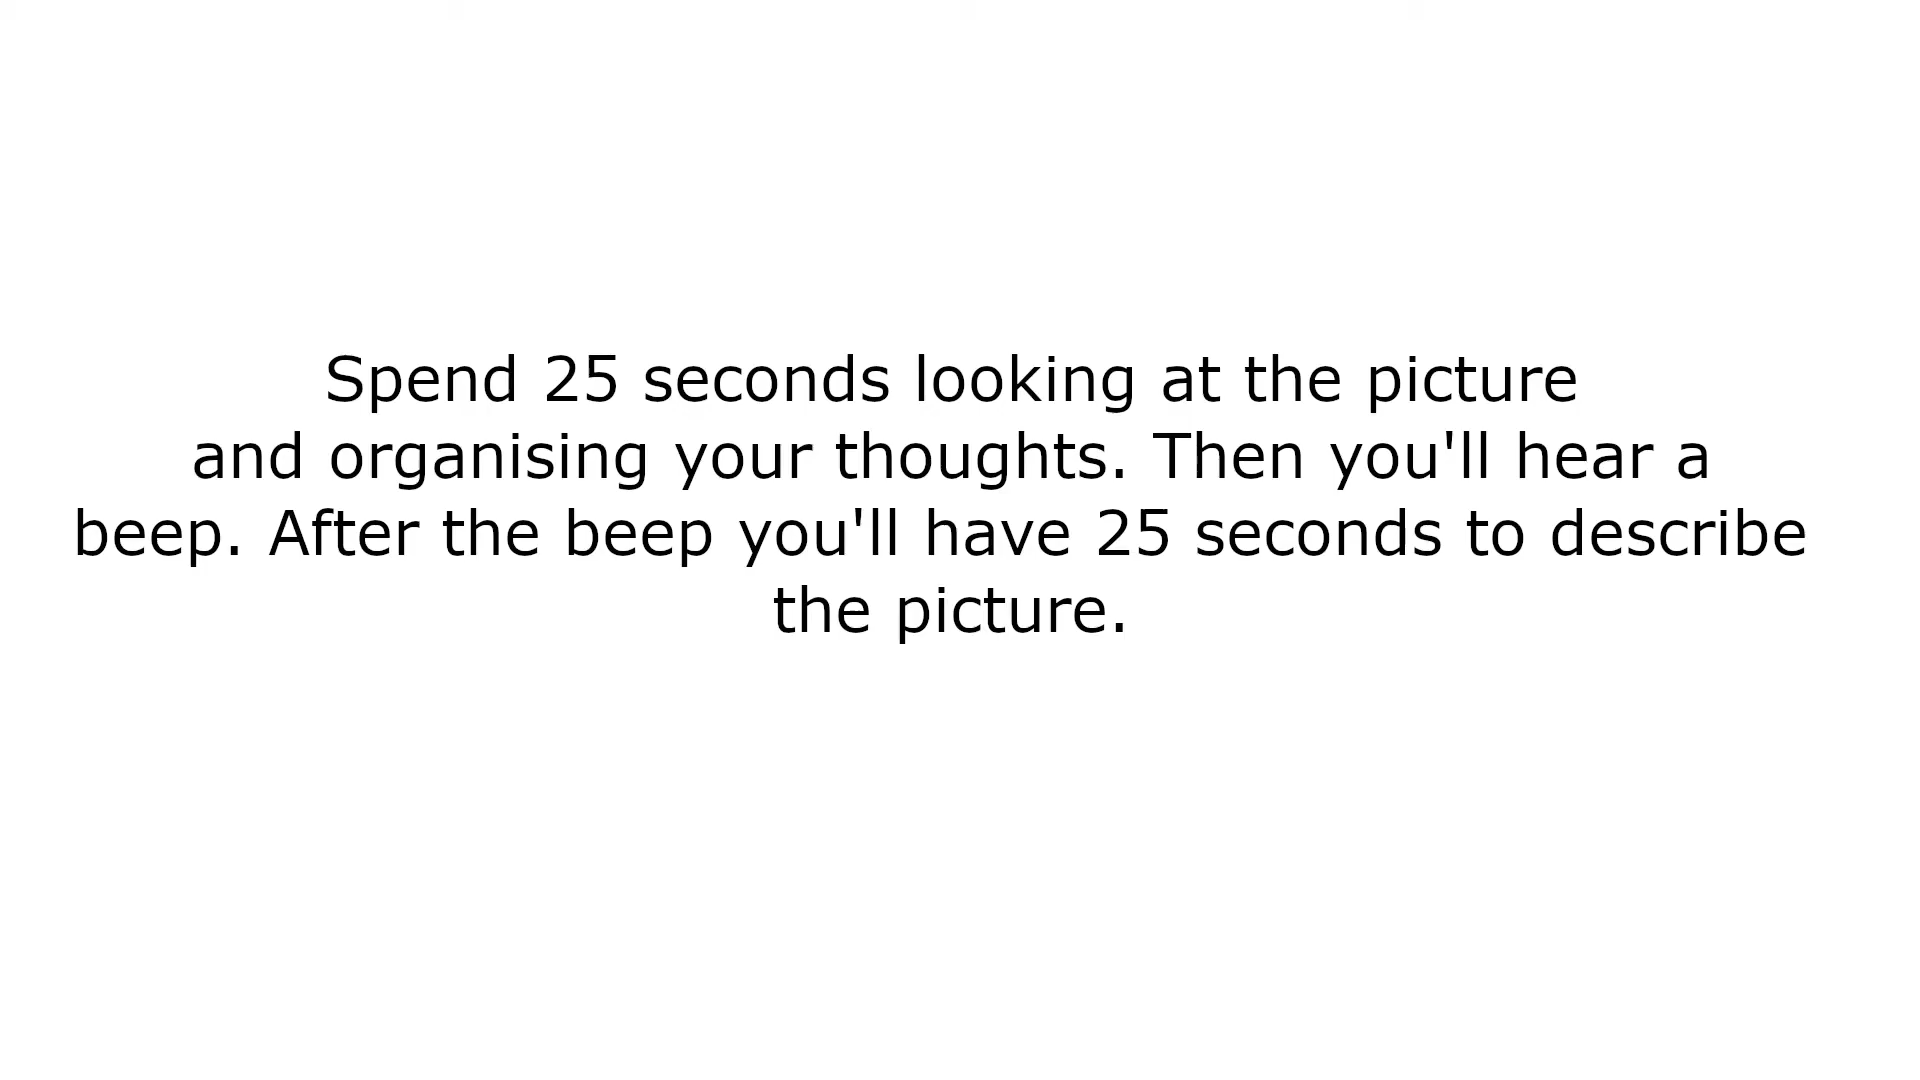 Spend 25 seconds looking at the picture
and organising your thoughts. Then you'll hear a
beep. After the beep you'll have 25 seconds to describe
the picture.